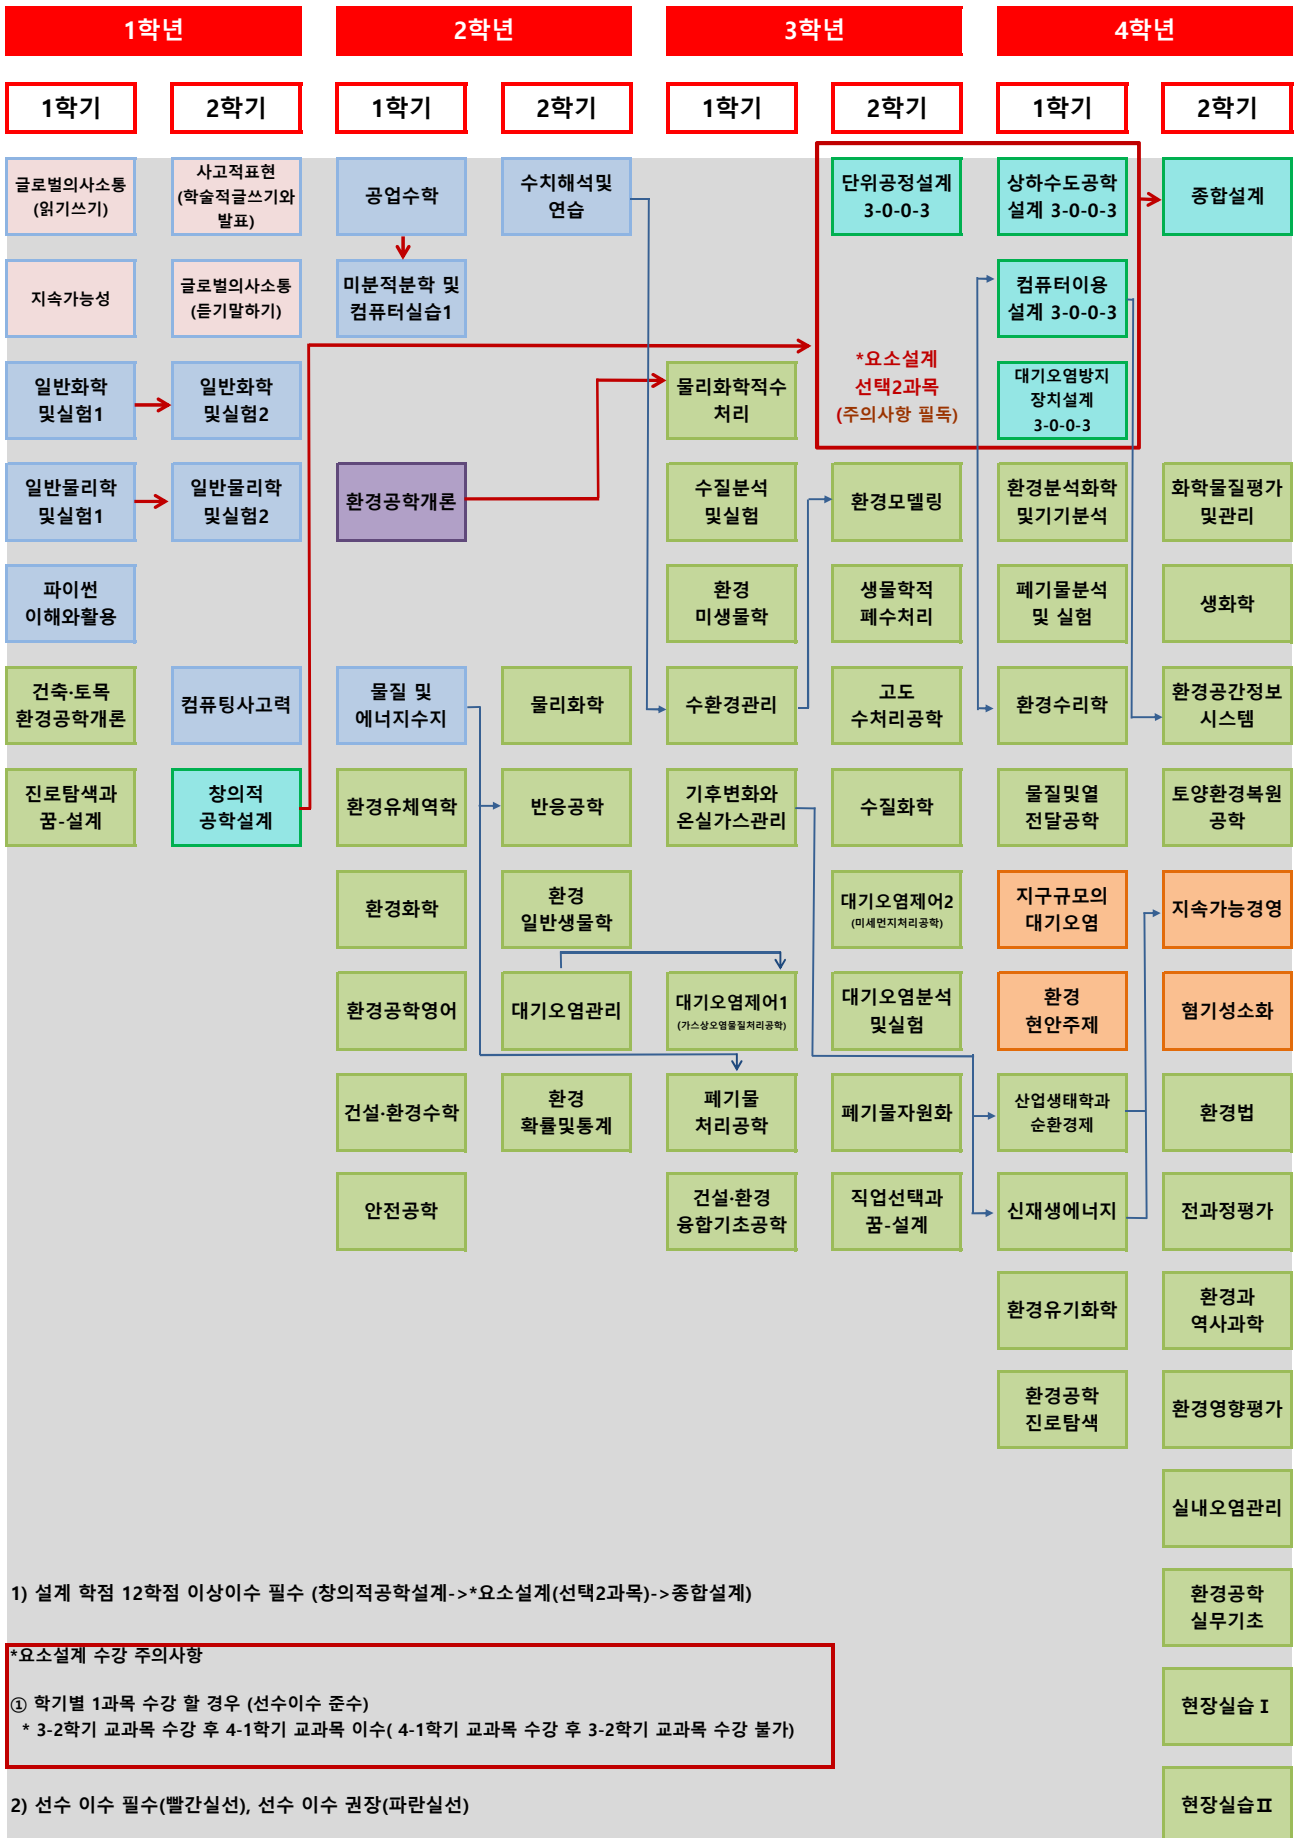 1학년
2학년
3학년
4학년
1학기
2학기
1학기
2학기
1학기
2학기
1학기
2학기
글로벌의사소통
(읽기쓰기)
사고적표현
(학술적글쓰기와
발표)
공업수학
수치해석및
연습
단위공정설계
3-0-0-3
상하수도공학
설계 3-0-0-3
종합설계
지속가능성
글로벌의사소통
(듣기말하기)
미분적분학 및
컴퓨터실습1
컴퓨터이용
설계 3-0-0-3
일반화학
및실험1
일반화학
및실험2
물리화학적수
처리
*요소설계
선택2과목
(주의사항 필독)
대기오염방지
장치설계
3-0-0-3
일반물리학
및실험1
일반물리학
및실험2
환경공학개론
수질분석
및실험
환경모델링
환경분석화학
및기기분석
화학물질평가
및관리
파이썬
이해와활용
환경
미생물학
생물학적
폐수처리
폐기물분석
및 실험
생화학
건축·토목
환경공학개론
컴퓨팅사고력
물질 및
에너지수지
물리화학
수환경관리
고도
수처리공학
환경수리학
환경공간정보
시스템
진로탐색과
꿈-설계
창의적
공학설계
환경유체역학
반응공학
기후변화와
온실가스관리
수질화학
물질및열
전달공학
토양환경복원
공학
환경화학
환경
일반생물학
대기오염제어2
(미세먼지처리공학)
지구규모의
대기오염
지속가능경영
환경공학영어
대기오염관리
대기오염제어1
(가스상오염물질처리공학)
대기오염분석
및실험
환경
현안주제
혐기성소화
건설·환경수학
환경
확률및통계
폐기물
처리공학
폐기물자원화
산업생태학과
순환경제
환경법
안전공학
건설·환경
융합기초공학
직업선택과
꿈-설계
신재생에너지
전과정평가
환경유기화학
환경과
역사과학
환경공학
진로탐색
환경영향평가
실내오염관리
환경공학
실무기초
현장실습Ⅰ
현장실습Ⅱ
1) 설계 학점 12학점 이상이수 필수 (창의적공학설계->*요소설계(선택2과목)->종합설계)
*요소설계 수강 주의사항
① 학기별 1과목 수강 할 경우 (선수이수 준수)
* 3-2학기 교과목 수강 후 4-1학기 교과목 이수( 4-1학기 교과목 수강 후 3-2학기 교과목 수강 불가)
2) 선수 이수 필수(빨간실선), 선수 이수 권장(파란실선)